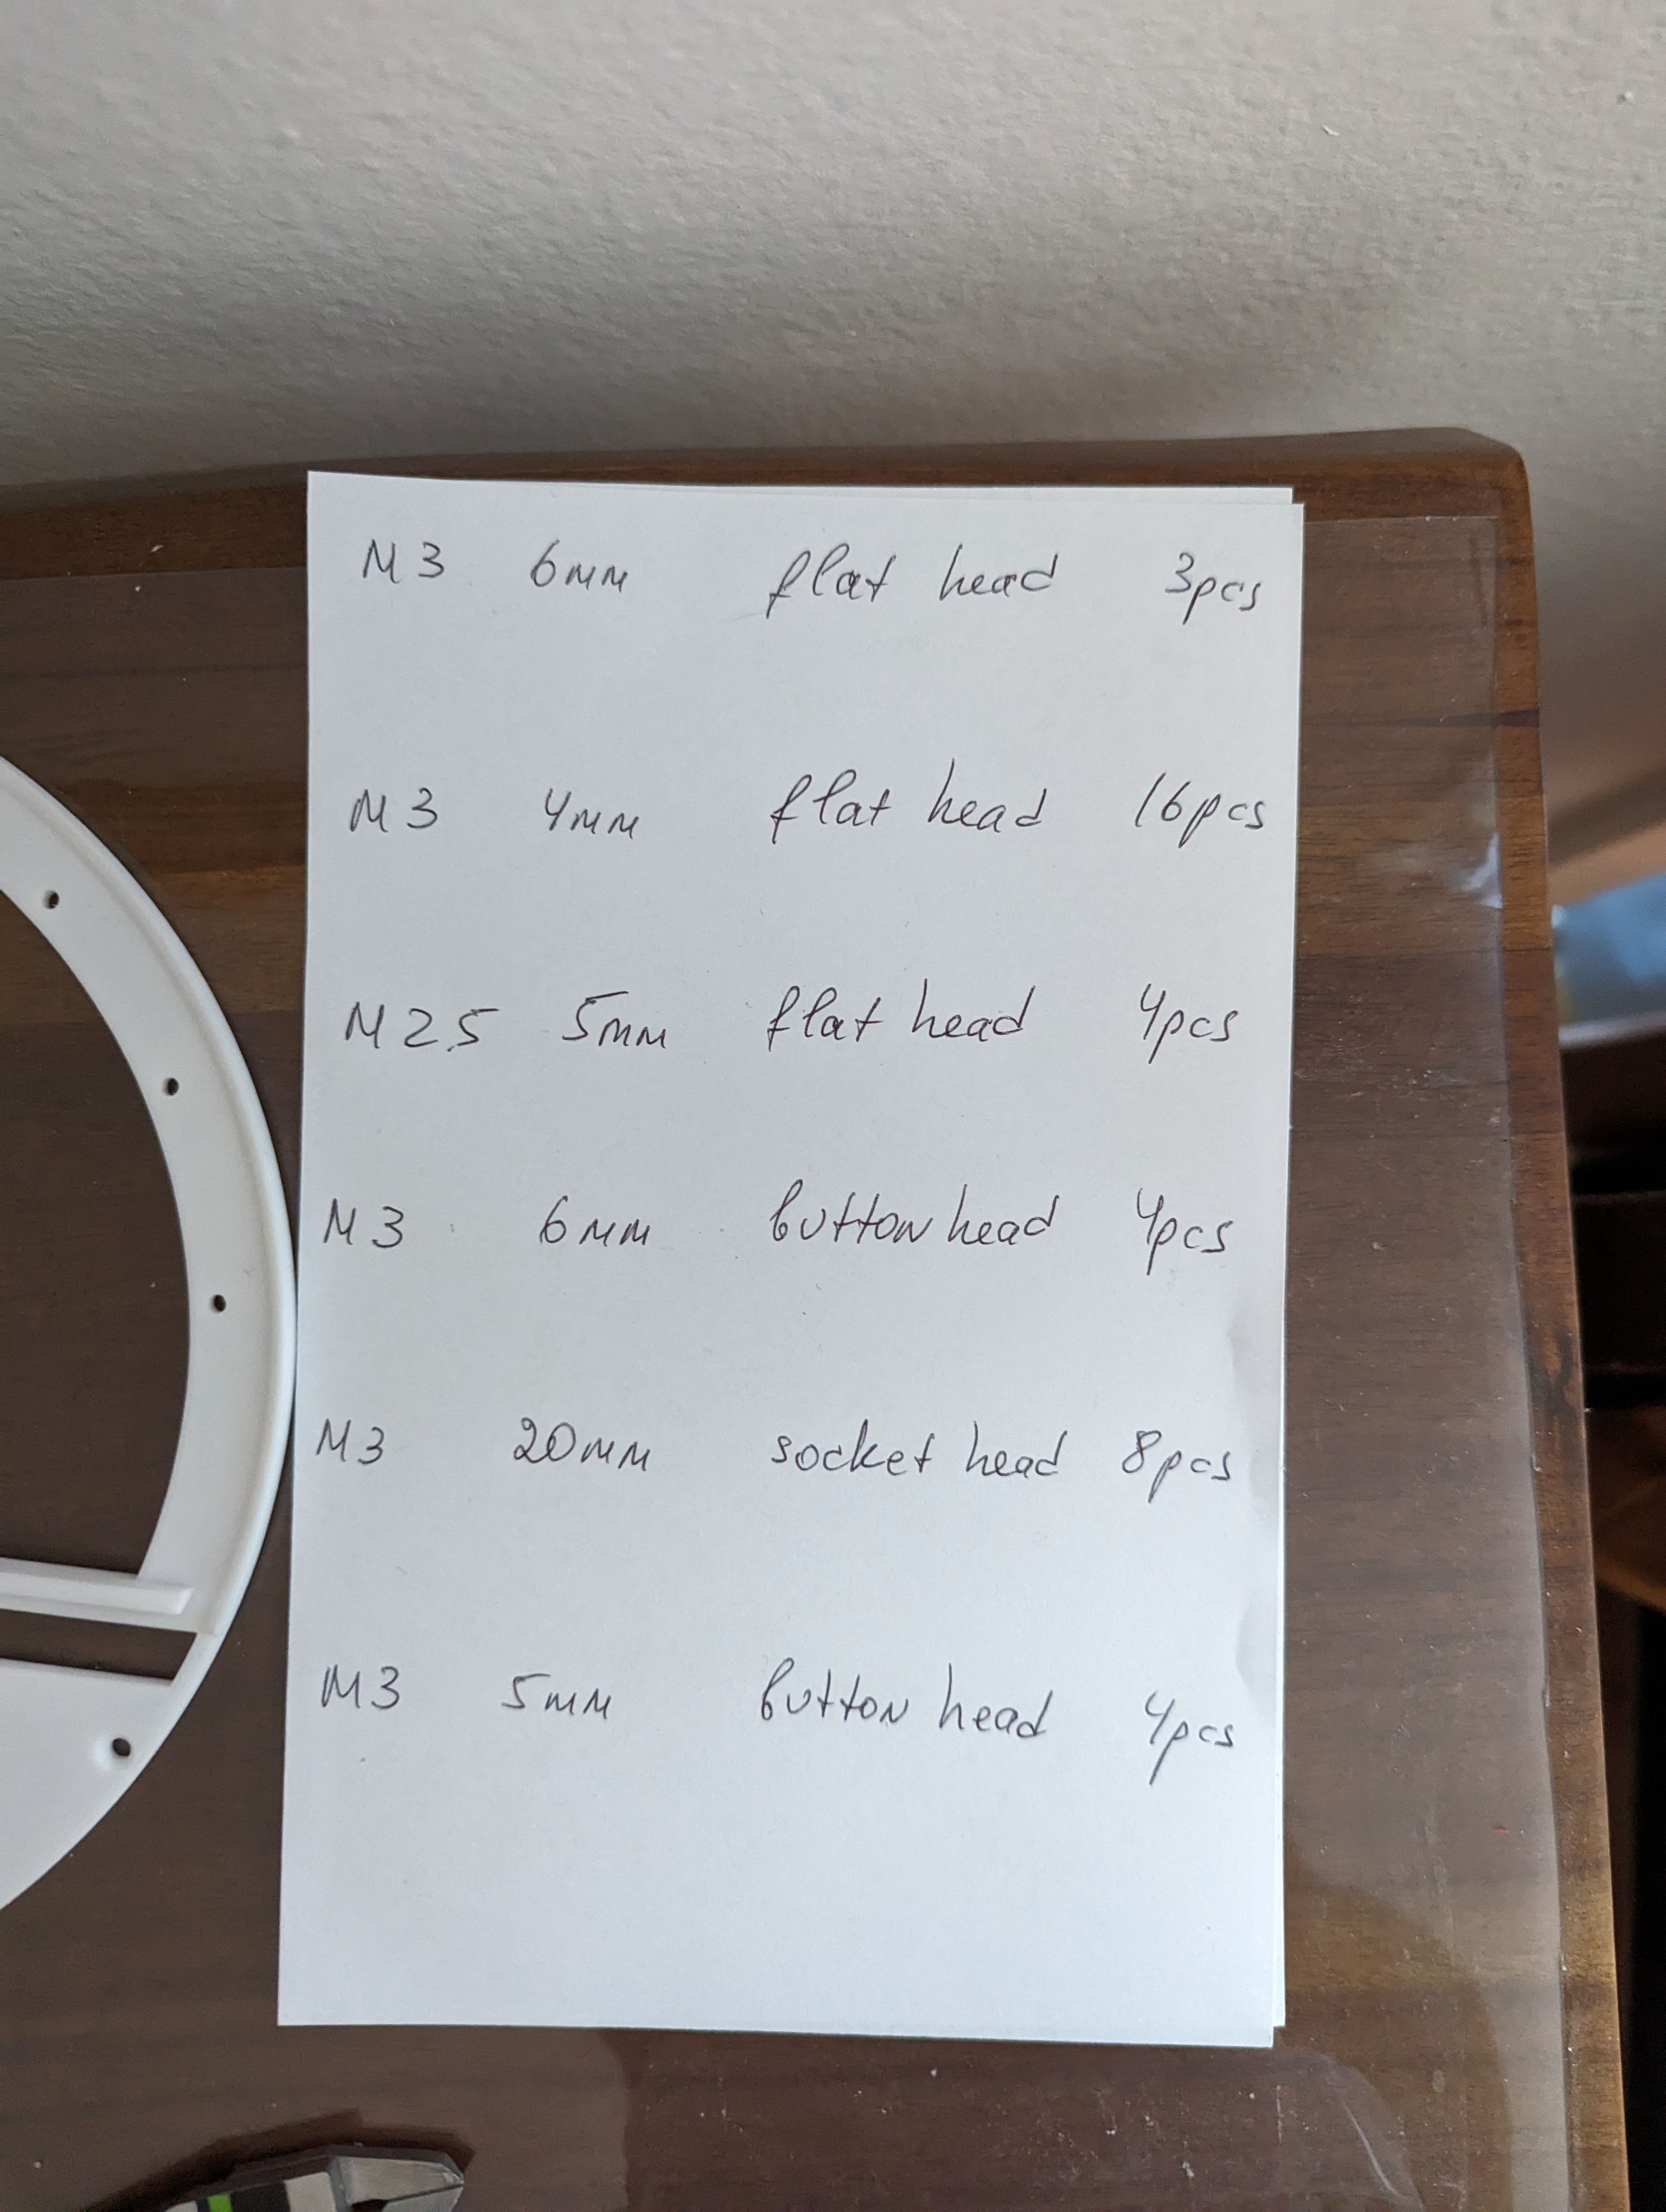 M3 6mm flat head 3pcs
M3 4mm flat head 16pcs
M2.5 5mm flat head 4pcs
M3 6mm button head 4pcs
M3 20mm socket head 8pcs
M3 5mm button head 4pcs